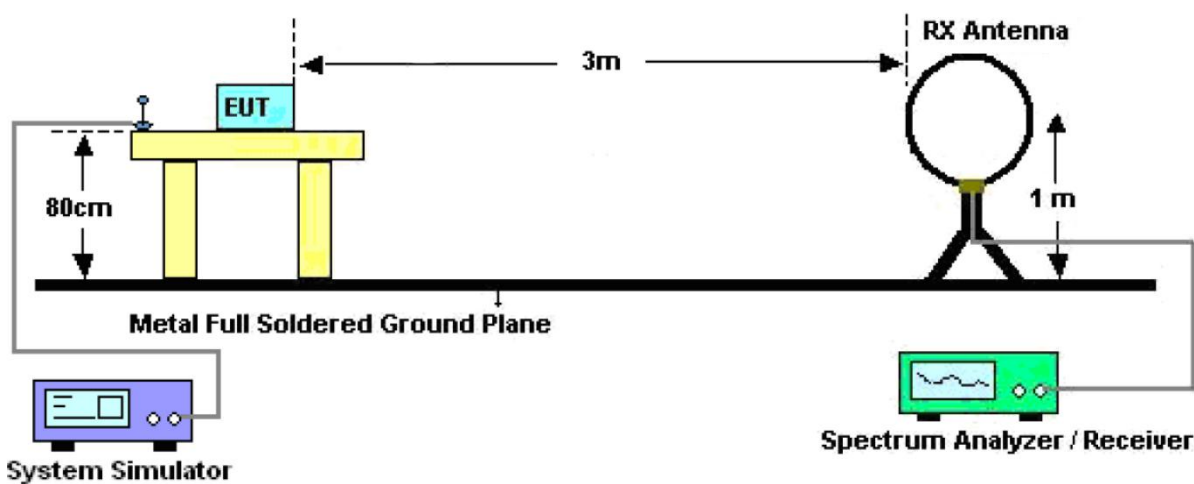 RX Antenna
3m
EUT
80cm
1 m
Metal Full Soldered Ground Plane
System Simulator
Spectrum Analyzer / Receiver